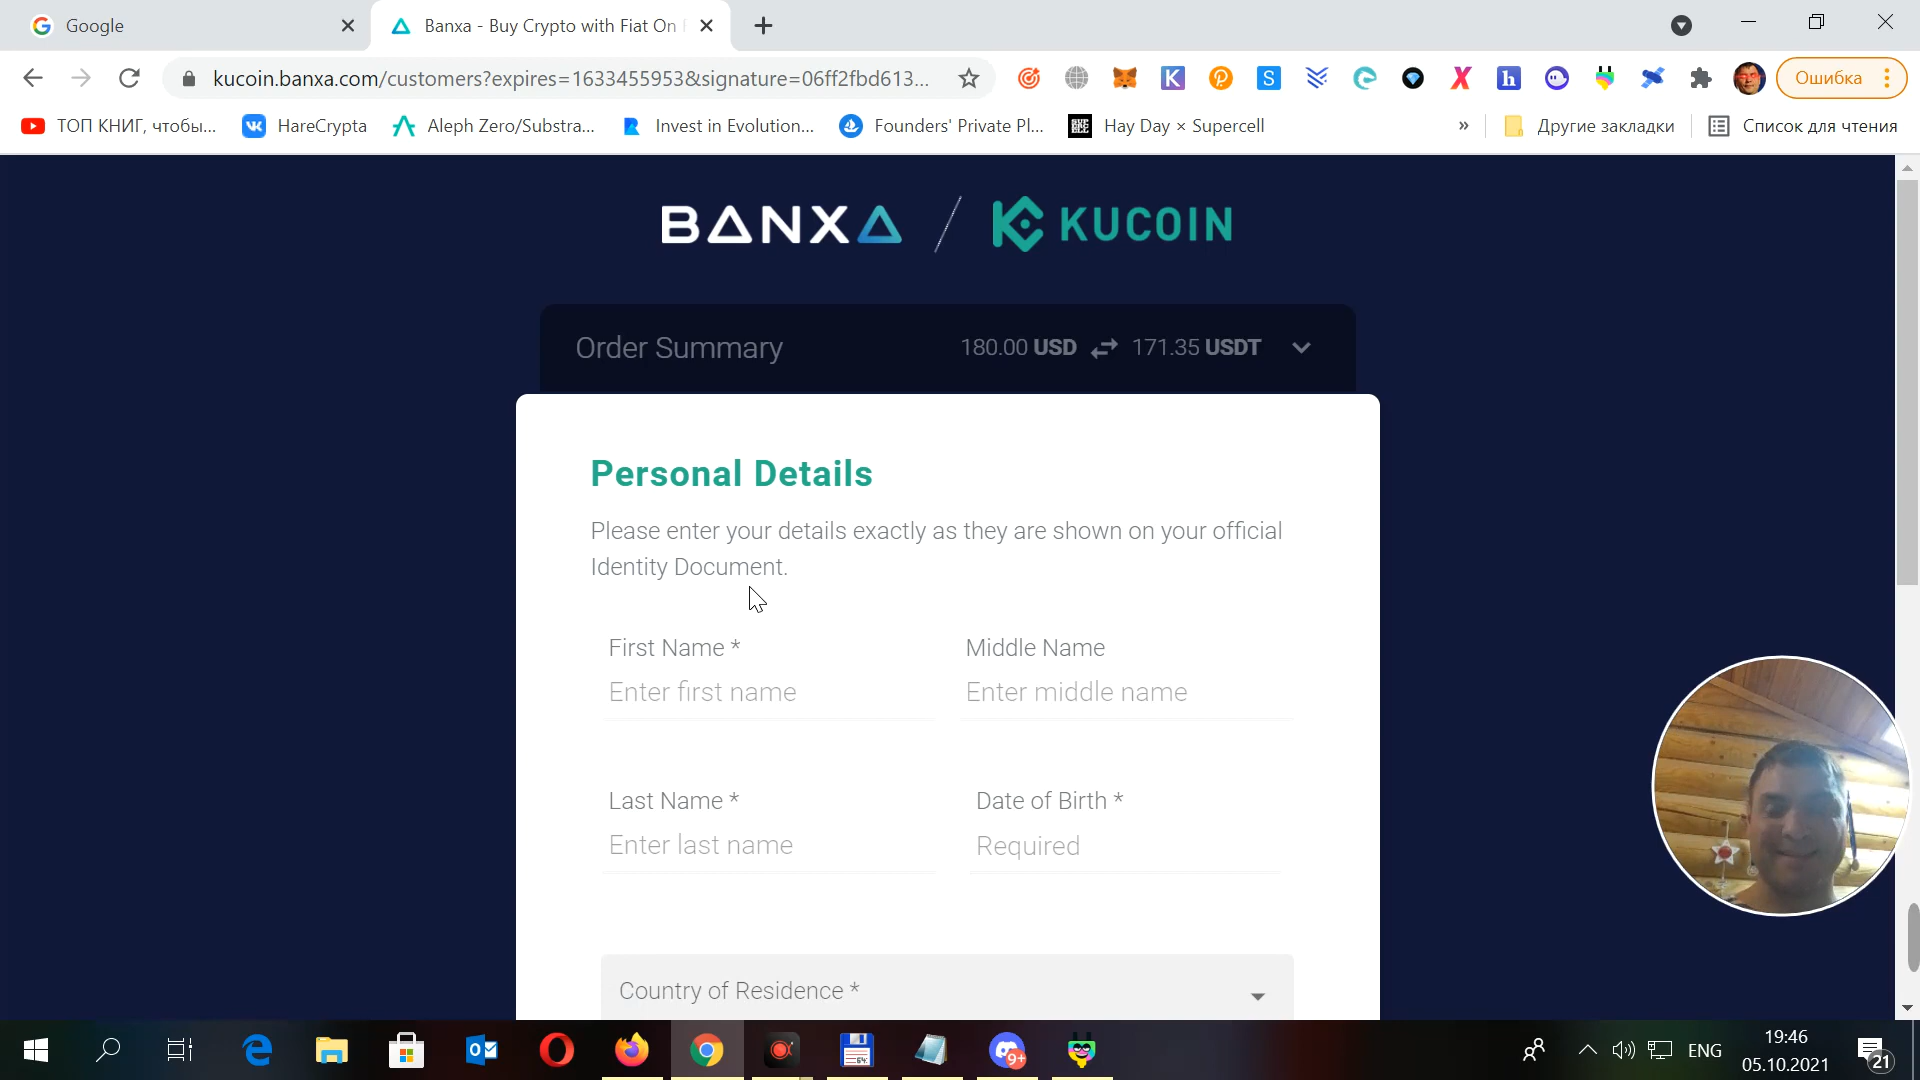 Google
Banxa - Buy Crypto with Fiat On
kucoin.banxa.com/customers?expires=1633455953&signature=06ff2fbd613...
Ошибка
ТОП КНИГ, чтобы...
HareCrypta
Aleph Zero/Substra...
Invest in Evolution...
Founders' Private Pl...
Hay Day × Supercell
»
Другие закладки
Список для чтения
BANXA / KUCOIN
Order Summary
180.00 USD
171.35 USDT
Personal Details
Please enter your details exactly as they are shown on your official
Identity Document.
First Name *
Middle Name
Enter first name
Enter middle name
Last Name *
Date of Birth *
Enter last name
Required
Country of Residence *
9+
ENG
19:46
05.10.2021
21